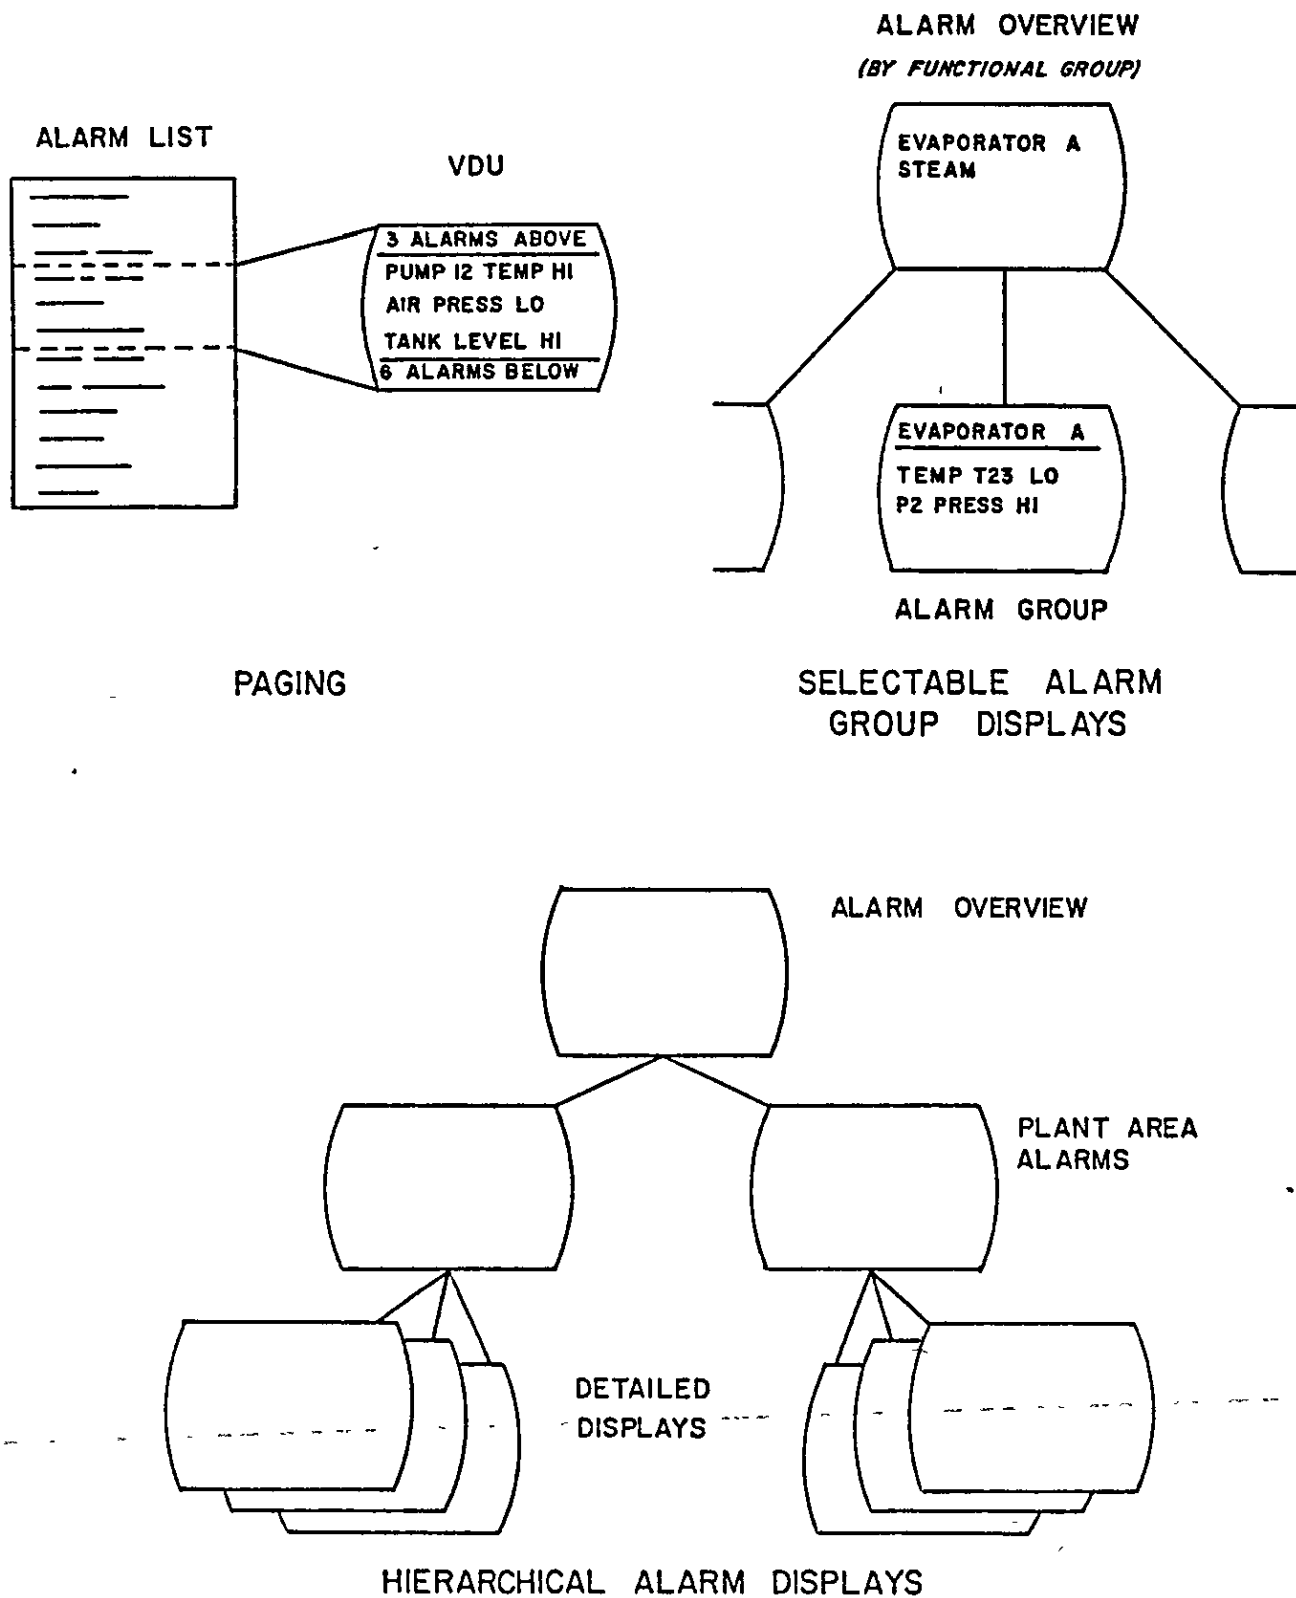 ALARM LIST
VDU
3 ALARMS ABOVE
PUMP 12 TEMP HI
AIR PRESS LO
TANK LEVEL HI
6 ALARMS BELOW
PAGING
ALARM OVERVIEW
(BY FUNCTIONAL GROUP)
EVAPORATOR A
STEAM
EVAPORATOR A
TEMP T23 LO
P2 PRESS HI
ALARM GROUP
SELECTABLE ALARM
GROUP DISPLAYS
ALARM OVERVIEW
PLANT AREA
ALARMS
DETAILED
DISPLAYS
HIERARCHICAL ALARM DISPLAYS